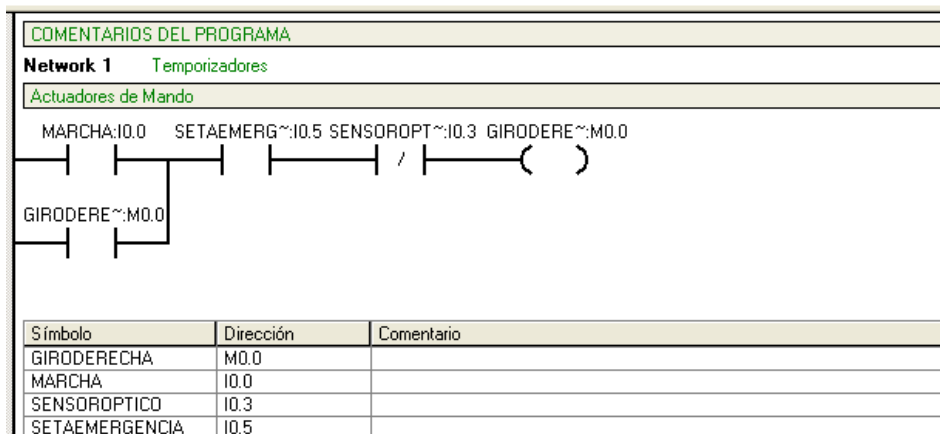 COMENTARIOS DEL PROGRAMA
Network 1 Temporizadores
Actuadores de Mando
MARCHA:I0.0 SETAEMERG~:I0.5 SENSOROPT~:I0.3 GIRODERE~:M0.0
/
GIRODERE~:M0.0
Símbolo Dirección Comentario
GIRODERECHA M0.0
MARCHA I0.0
SENSOROPTICO I0.3
SETAEMERGENCIA I0.5